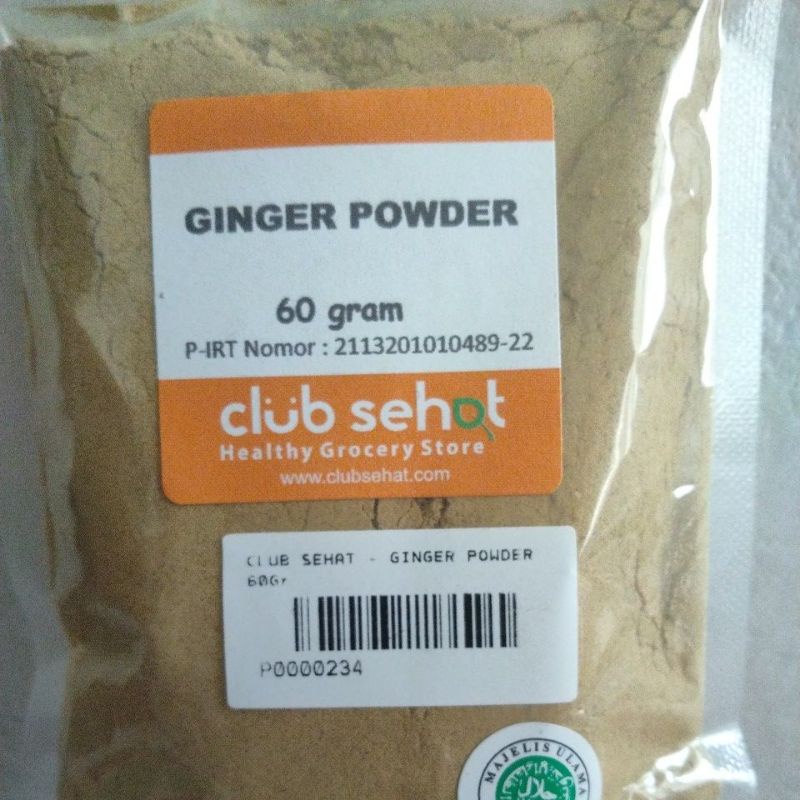 GINGER POWDER
60 gram
P-IRT Nomor : 2113201010489-22
club sehat
Healthy Grocery Store
www.clubsehat.com
CLUB SEHAT - GINGER POWDER
60Gr
P0000234
MAJELIS ULAMA
حلال